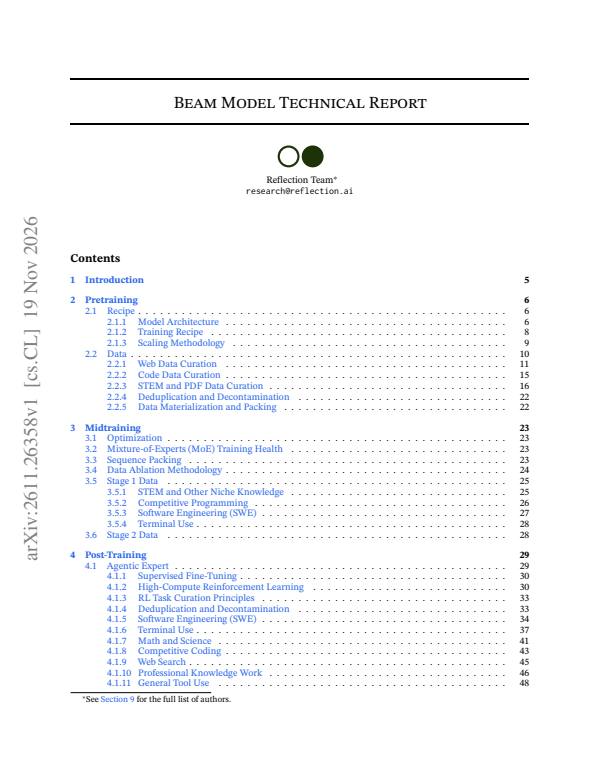 BEAM MODEL TECHNICAL REPORT
Reflection Team*
research@reflection.ai
arXiv:2611.26358v1 [cs.CL] 19 Nov 2026
Contents
1 Introduction 5
2 Pretraining 6
2.1 Recipe 6
2.1.1 Model Architecture 6
2.1.2 Training Recipe 8
2.1.3 Scaling Methodology 9
2.2 Data 10
2.2.1 Web Data Curation 11
2.2.2 Code Data Curation 15
2.2.3 STEM and PDF Data Curation 16
2.2.4 Deduplication and Decontamination 22
2.2.5 Data Materialization and Packing 22
3 Midtraining 23
3.1 Optimization 23
3.2 Mixture-of-Experts (MoE) Training Health 23
3.3 Sequence Packing 23
3.4 Data Ablation Methodology 24
3.5 Stage 1 Data 25
3.5.1 STEM and Other Niche Knowledge 25
3.5.2 Competitive Programming 26
3.5.3 Software Engineering (SWE) 27
3.5.4 Terminal Use 28
3.6 Stage 2 Data 28
4 Post-Training 29
4.1 Agentic Expert 29
4.1.1 Supervised Fine-Tuning 30
4.1.2 High-Compute Reinforcement Learning 30
4.1.3 RL Task Curation Principles 33
4.1.4 Deduplication and Decontamination 33
4.1.5 Software Engineering (SWE) 34
4.1.6 Terminal Use 37
4.1.7 Math and Science 41
4.1.8 Competitive Coding 43
4.1.9 Web Search 45
4.1.10 Professional Knowledge Work 46
4.1.11 General Tool Use 48
*See Section 9 for the full list of authors.